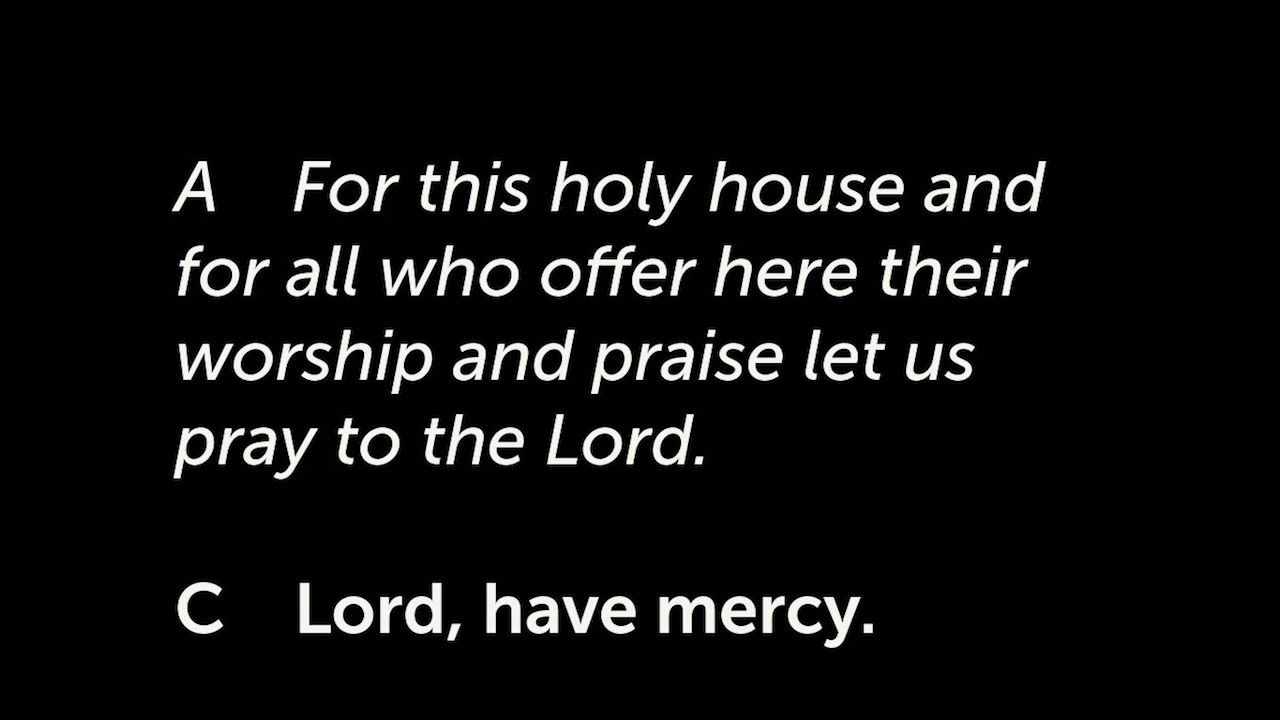 A For this holy house and
for all who offer here their
worship and praise let us
pray to the Lord.
C Lord, have mercy.